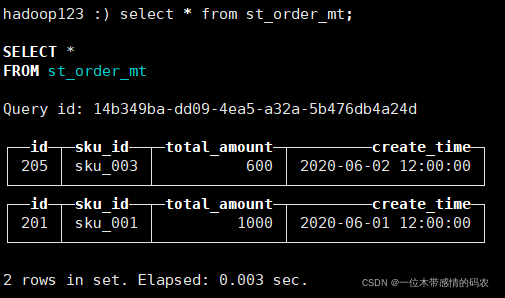 hadoop123 :) select * from st_order_mt;
SELECT *
FROM st_order_mt
Query id: 14b349ba-dd09-4ea5-a32a-5b476db4a24d
id sku_id total_amount create_time
205 sku_003 600 2020-06-02 12:00:00
id sku_id total_amount create_time
201 sku_001 1000 2020-06-01 12:00:00
2 rows in set. Elapsed: 0.003 sec.
CSDN @一位木带感情的码农